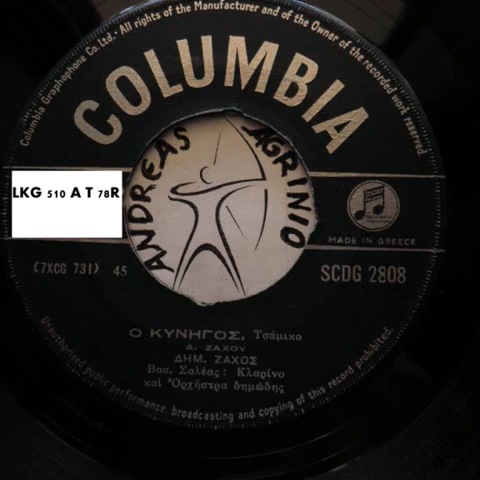 Columbia Graphophone Co. Ltd. · All rights of the Manufacturer and of the Owner of the recorded work reserved
COLUMBIA
ANDREAS
AGRINIO
LKG 510 A T 78R
MADE IN GREECE
(7XCG 731) 45
SCDG 2808
Ο ΚΥΝΗΓΟΣ, Τσάμικο
Δ. ΖΑΧΟΥ
ΔΗΜ. ΖΑΧΟΣ
Βασ. Σαλέας: Κλαρίνο
καὶ Ὀρχήστρα δημώδης
Unauthorised public performance, broadcasting and copying of this record prohibited.